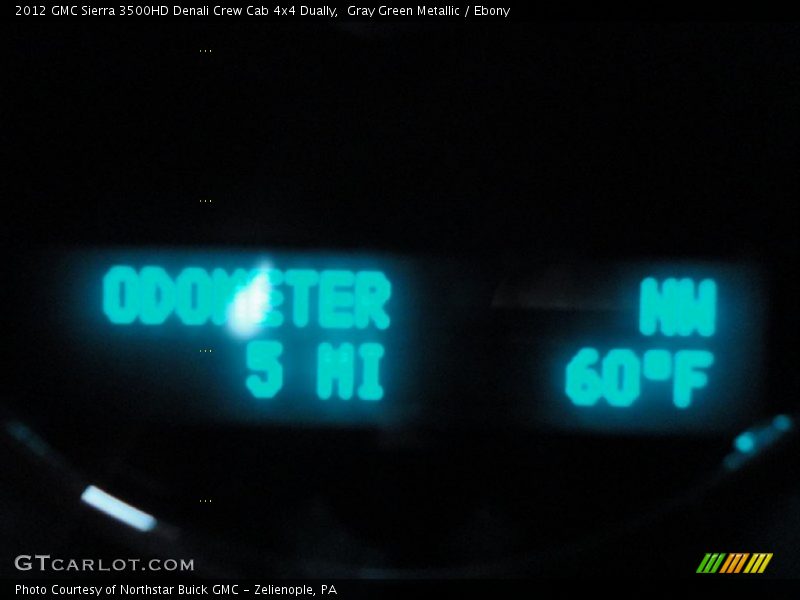 2012 GMC Sierra 3500HD Denali Crew Cab 4x4 Dually,  Gray Green Metallic / Ebony
ODOMETER NW
5 MI 60°F
GTCARLOT.COM
Photo Courtesy of Northstar Buick GMC - Zelienople, PA